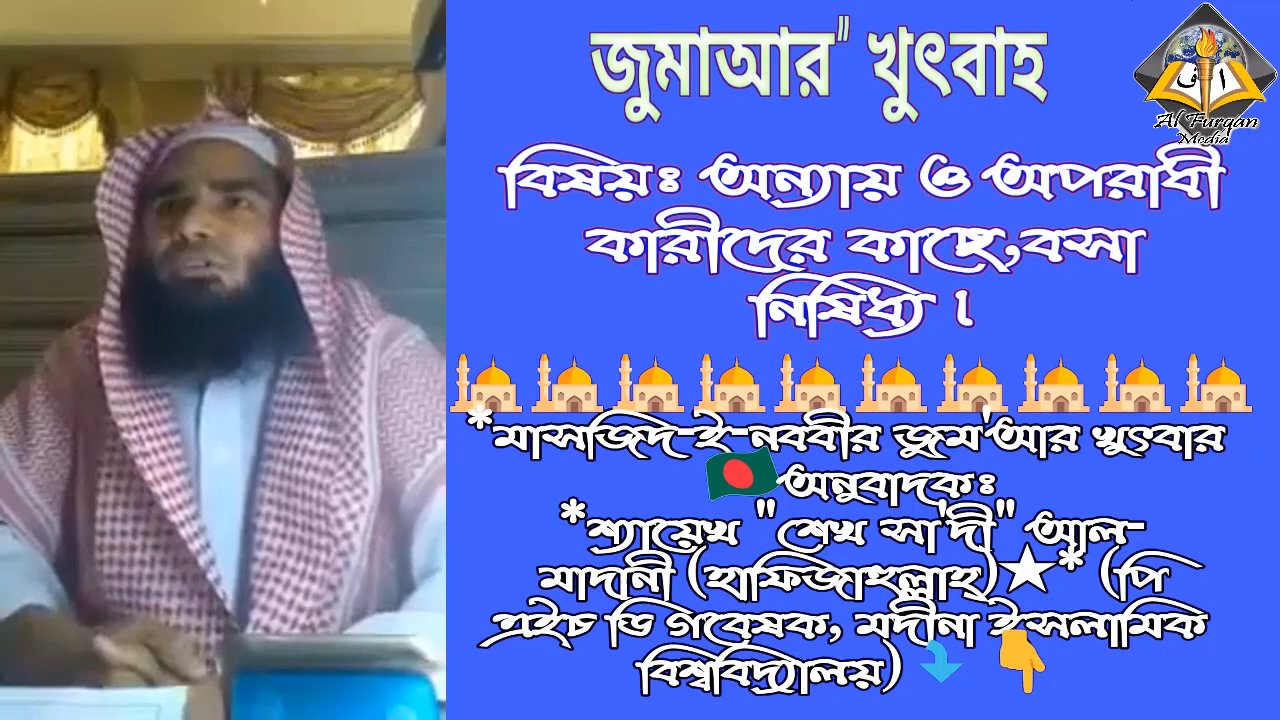 জুমাআর" খুৎবাহ
Al Furqan
Media
বিষয়ঃ অন্যায় ও অপরাধী
কারীদের কাছে,বসা
নিষিধ্য ।
*মাসজিদ-ই-নববীর জুম'আর খুৎবার
অনুবাদকঃ
*শ্যায়েখ "শেখ সা'দী" আল-
মাদানী (হাফিজাহুল্লাহ)★* (পি
এইচ ডি গবেষক, মদীনা ইসলামিক
বিশ্ববিদ্যালয়)